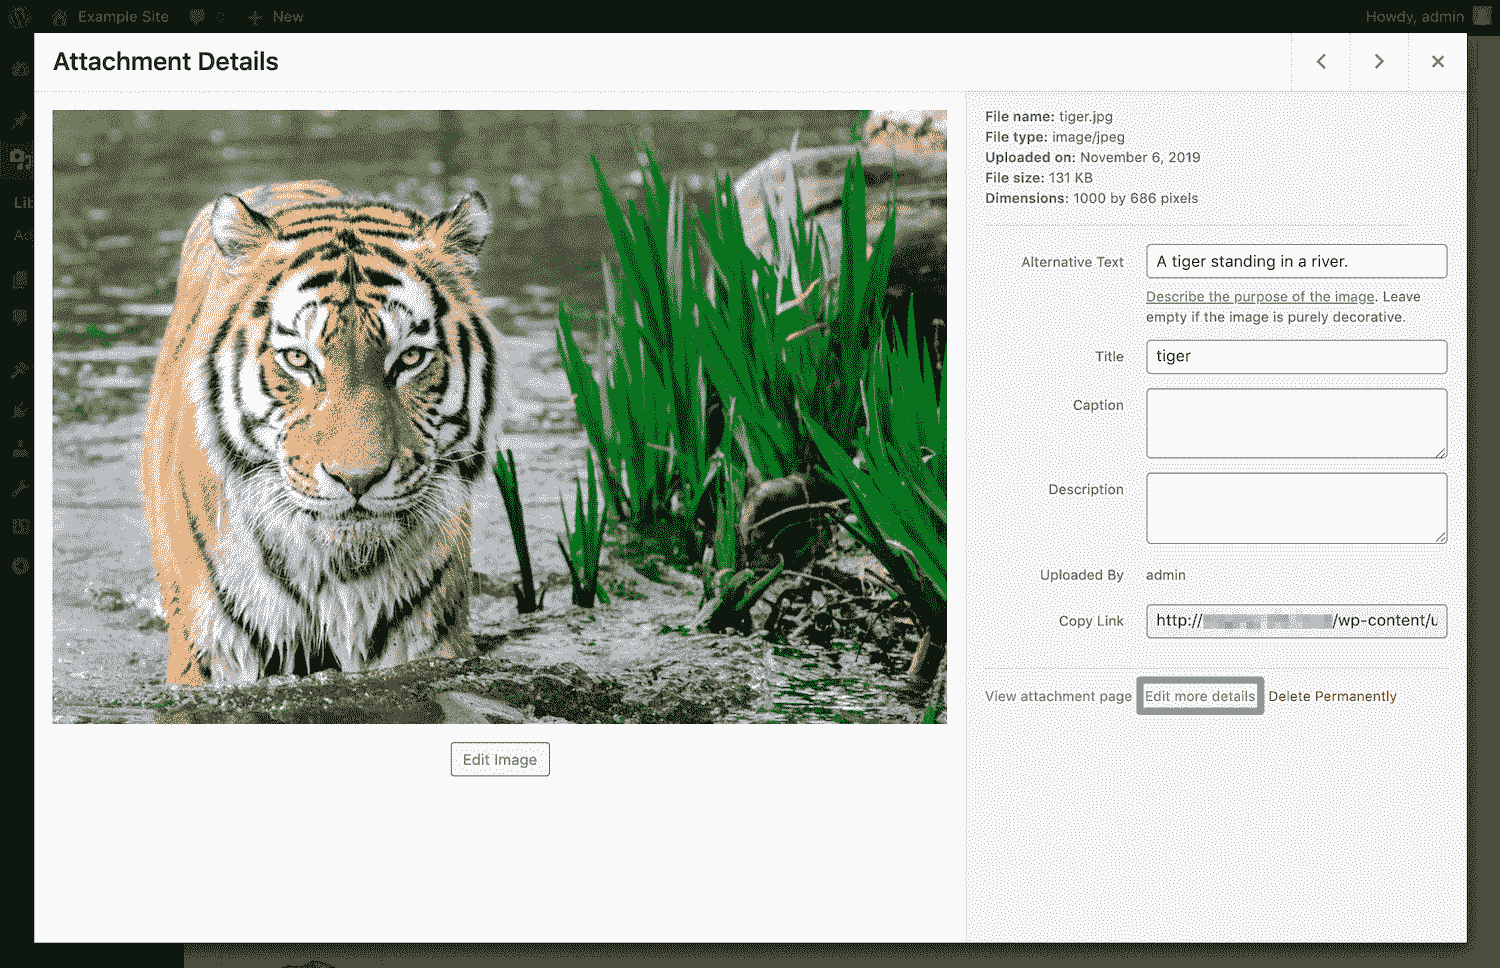 Example Site
0
New
Howdy, admin
Attachment Details
File name: tiger.jpg
File type: image/jpeg
Uploaded on: November 6, 2019
File size: 131 KB
Dimensions: 1000 by 686 pixels
Lib
Ad
Alternative Text
A tiger standing in a river.
Describe the purpose of the image. Leave
empty if the image is purely decorative.
Title
tiger
Caption
Description
Uploaded By
admin
Copy Link
http:// /wp-content/u
View attachment page
Edit more details
Delete Permanently
Edit Image